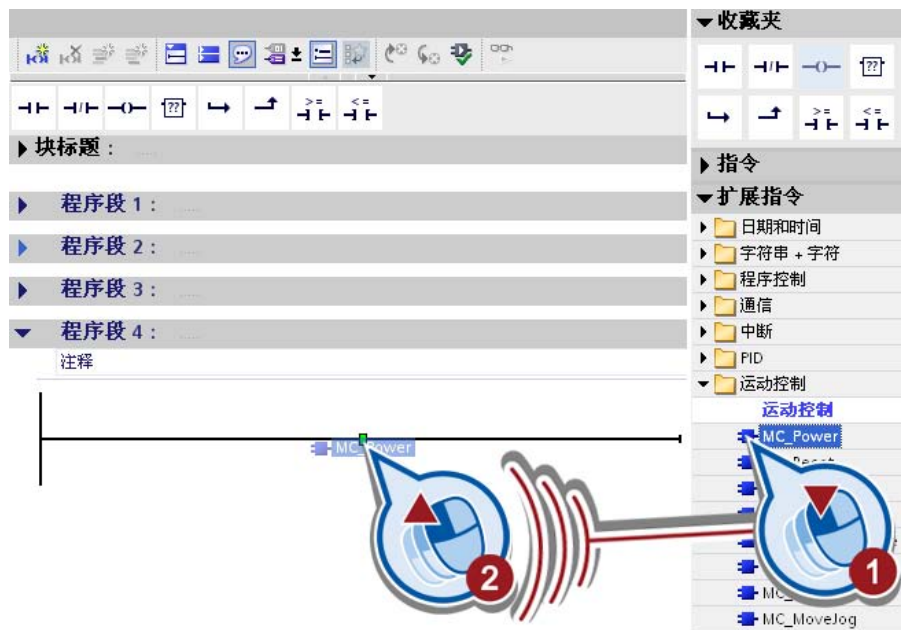 收藏夹
块标题：
程序段 1：
程序段 2：
程序段 3：
程序段 4：
注释
MC_Power
2
指令
扩展指令
日期和时间
字符串 + 字符
程序控制
通信
中断
PID
运动控制
运动控制
MC_Power
1
MC_MoveJog